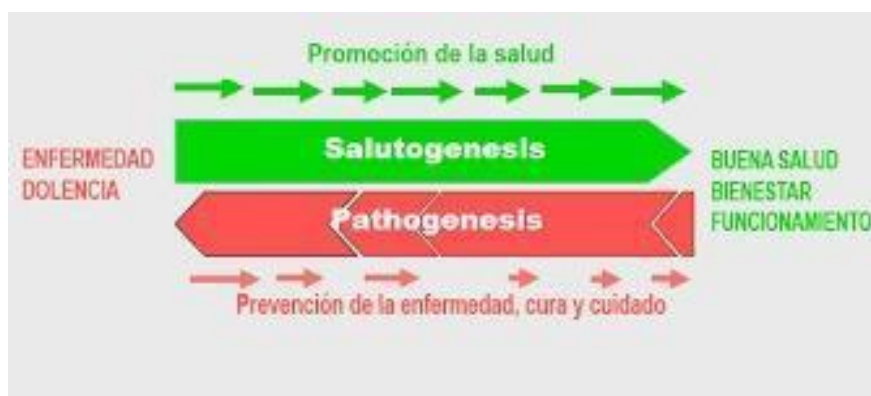 Promoción de la salud
Salutogenesis
ENFERMEDAD
DOLENCIA
BUENA SALUD
BIENESTAR
FUNCIONAMIENTO
Pathogenesis
Prevención de la enfermedad, cura y cuidado